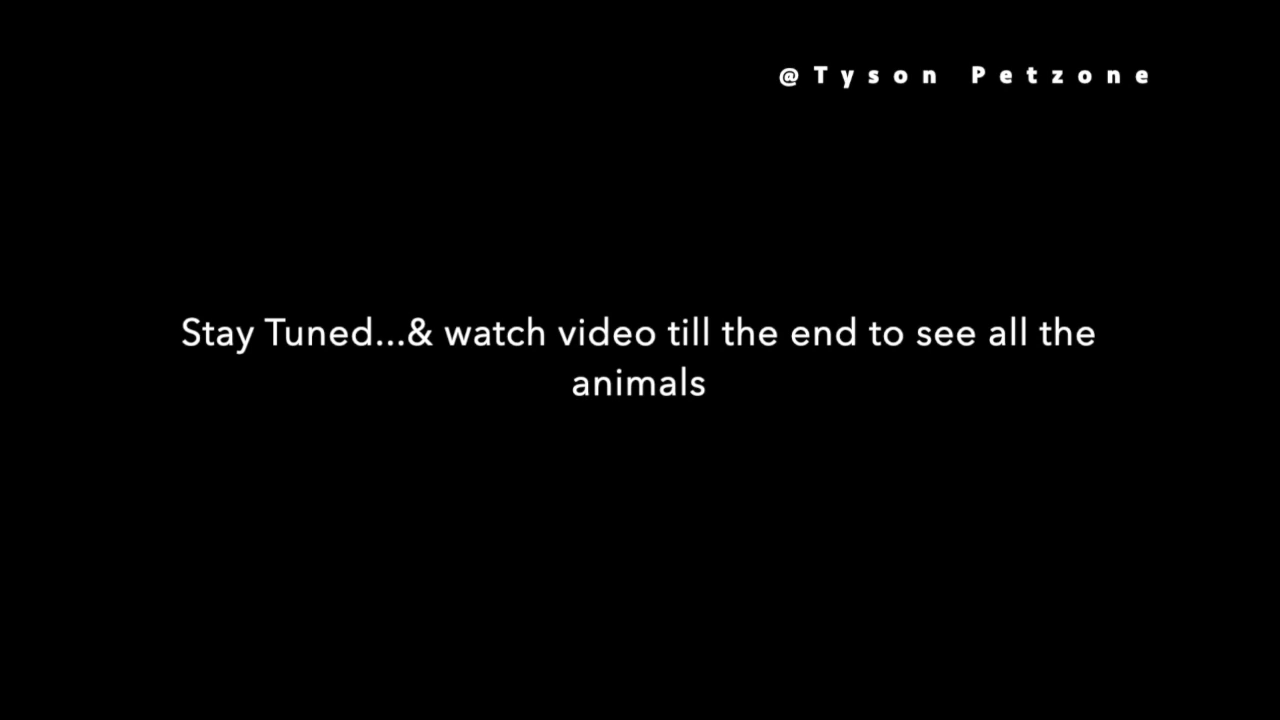 @Tyson Petzone
Stay Tuned...& watch video till the end to see all the
animals